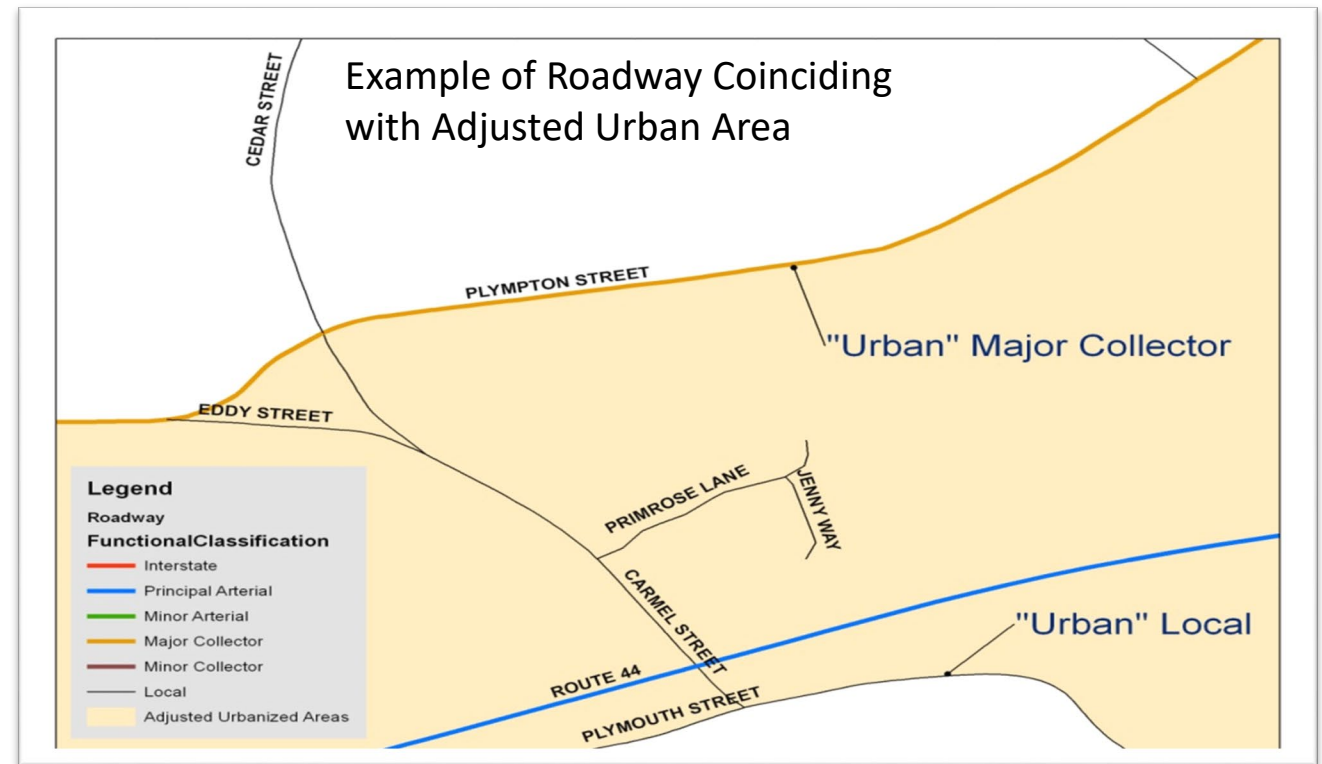 CEDAR STREET
Example of Roadway Coinciding
with Adjusted Urban Area
PLYMPTON STREET
"Urban" Major Collector
EDDY STREET
PRIMROSE LANE
JENNY WAY
CARMEL STREET
"Urban" Local
ROUTE 44
PLYMOUTH STREET
Legend
Roadway
FunctionalClassification
Interstate
Principal Arterial
Minor Arterial
Major Collector
Minor Collector
Local
Adjusted Urbanized Areas